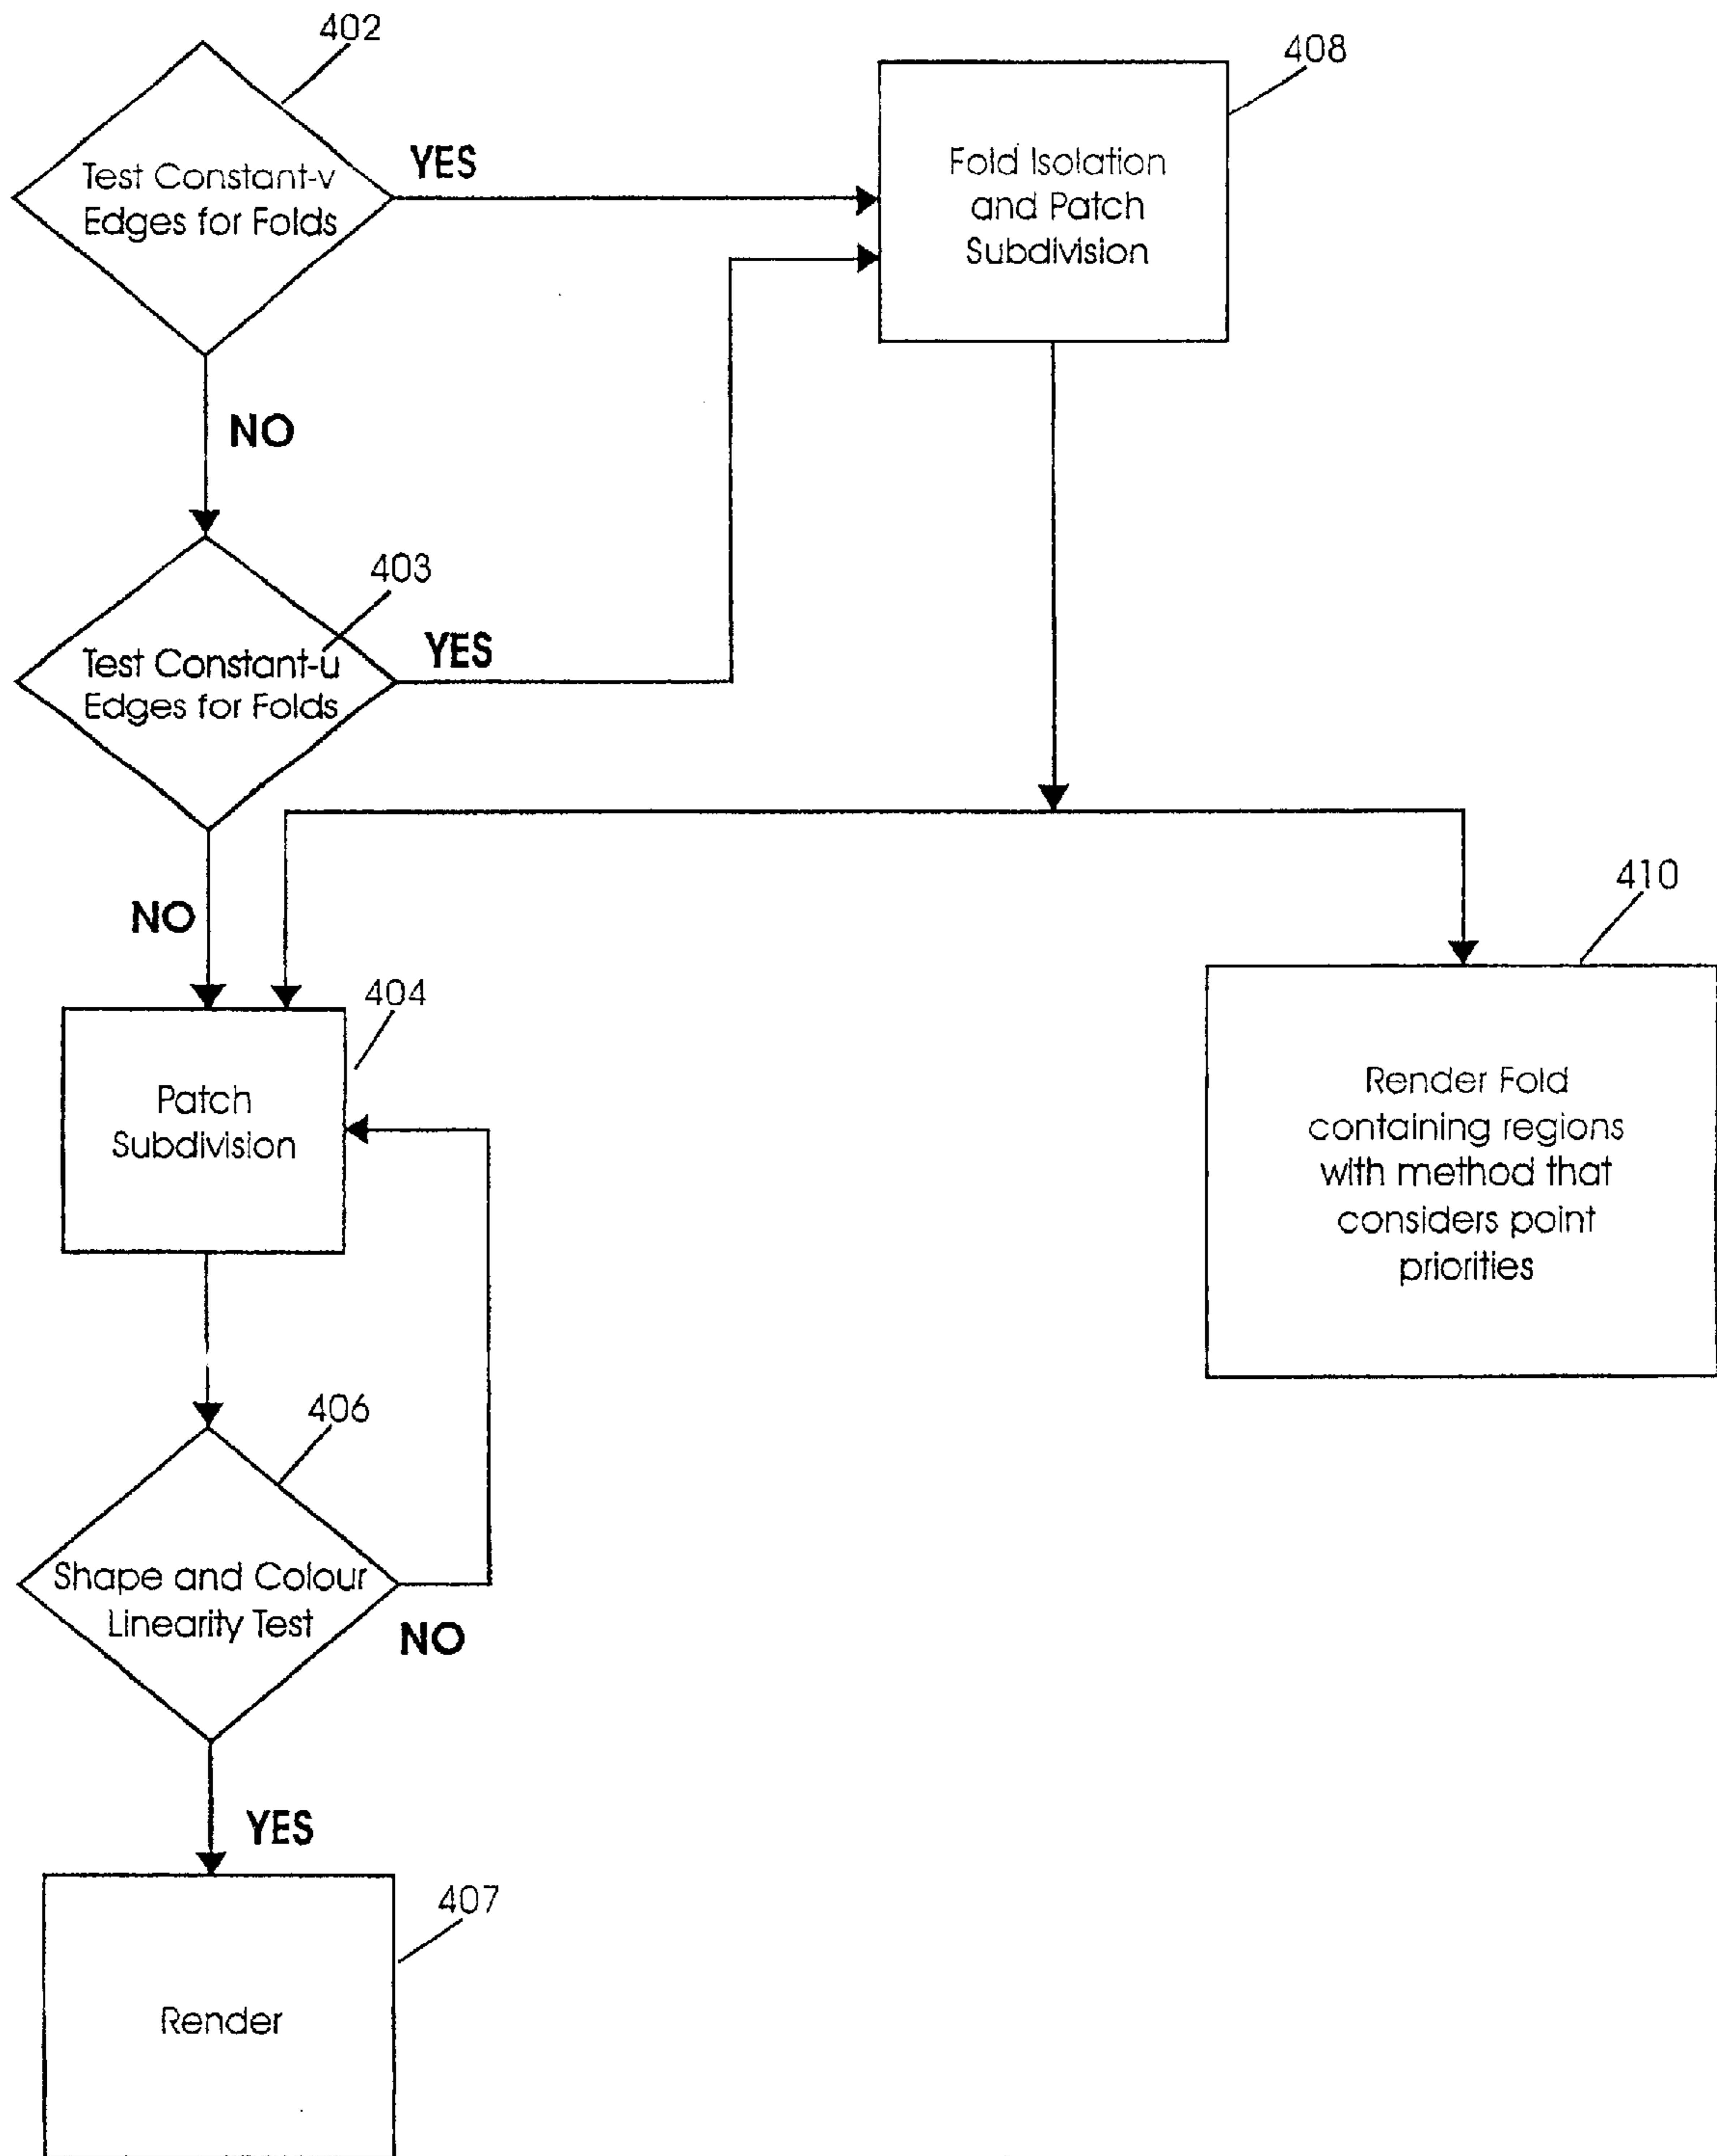 402
Test Constant-v
Edges for Folds
YES
408
Fold Isolation
and Patch
Subdivision
NO
403
Test Constant-u
Edges for Folds
YES
NO
404
Patch
Subdivision
410
Render Fold
containing regions
with method that
considers point
priorities
406
Shape and Colour
Linearity Test
NO
YES
407
Render